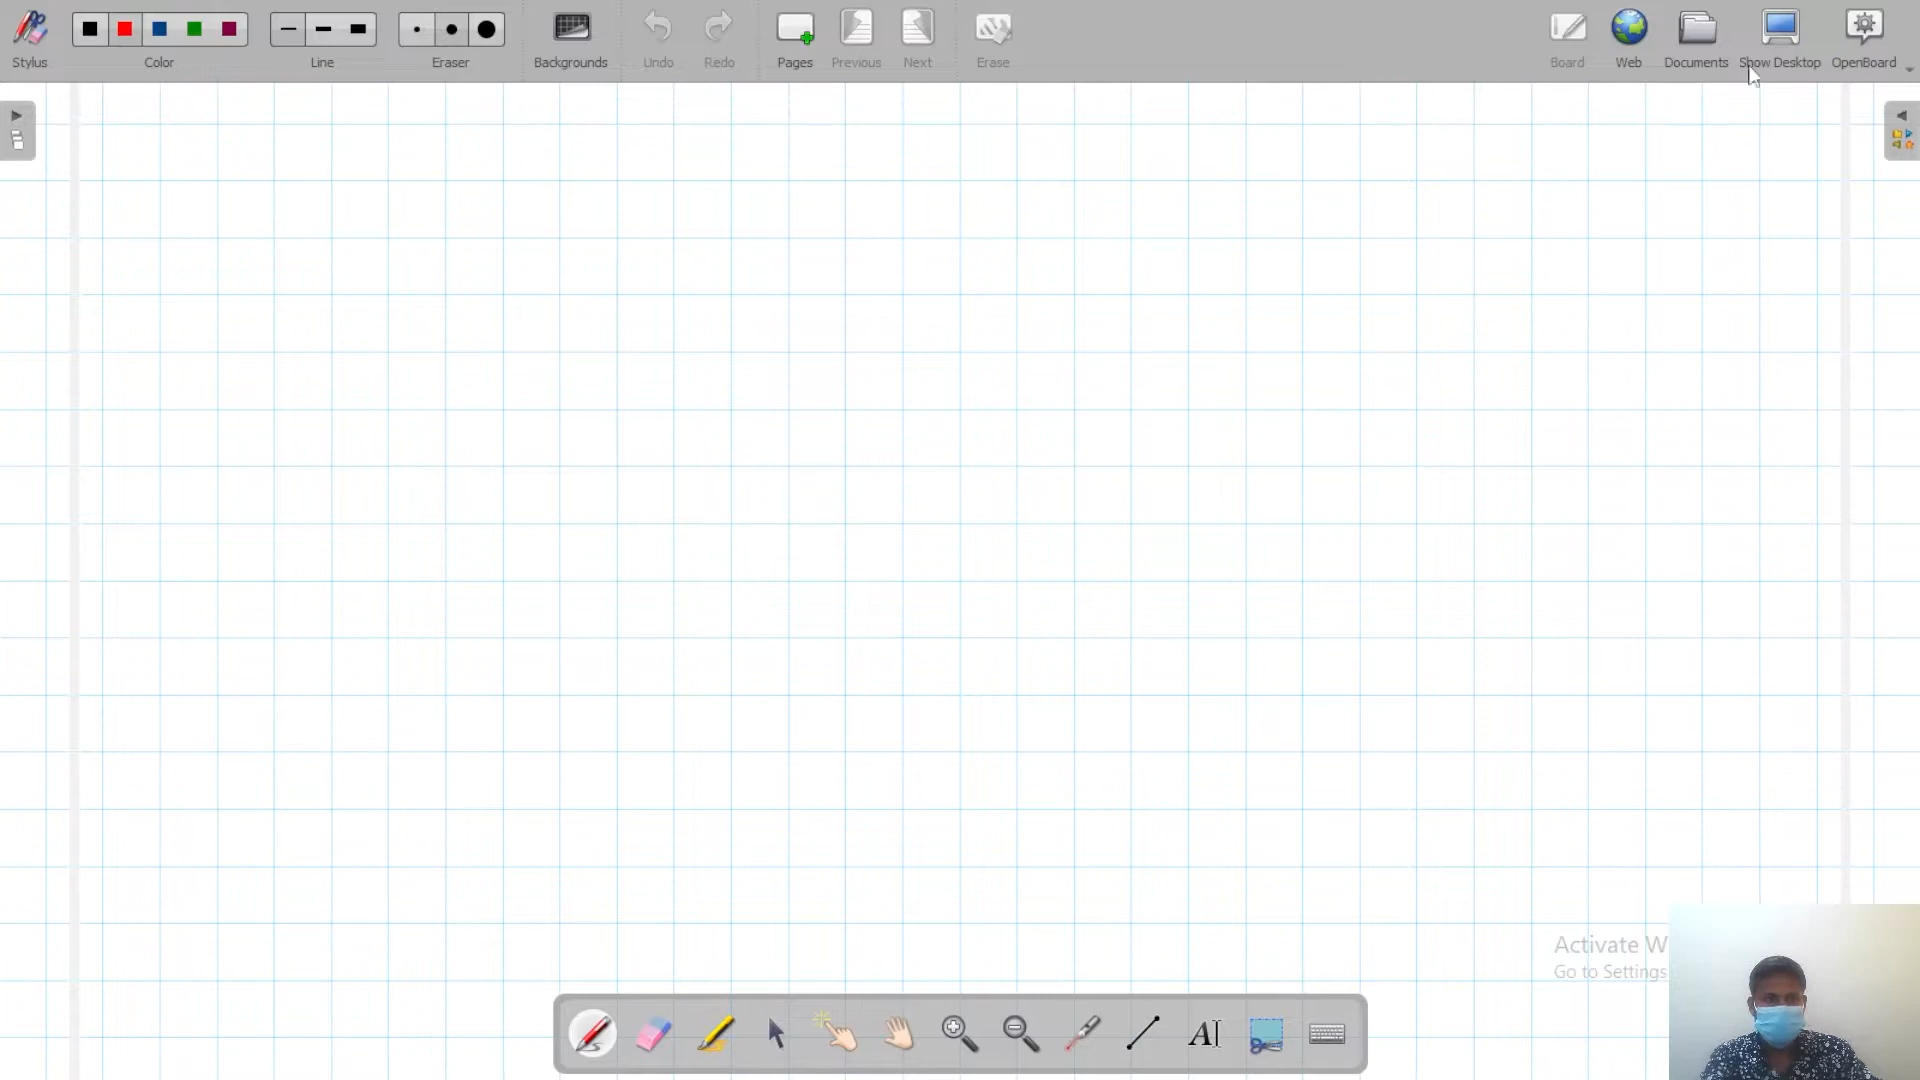 Stylus
Color
Line
Eraser
Backgrounds
Undo
Redo
Pages
Previous
Next
Erase
Board
Web
Documents
Show Desktop
OpenBoard
Activate W
Go to Settings
AI